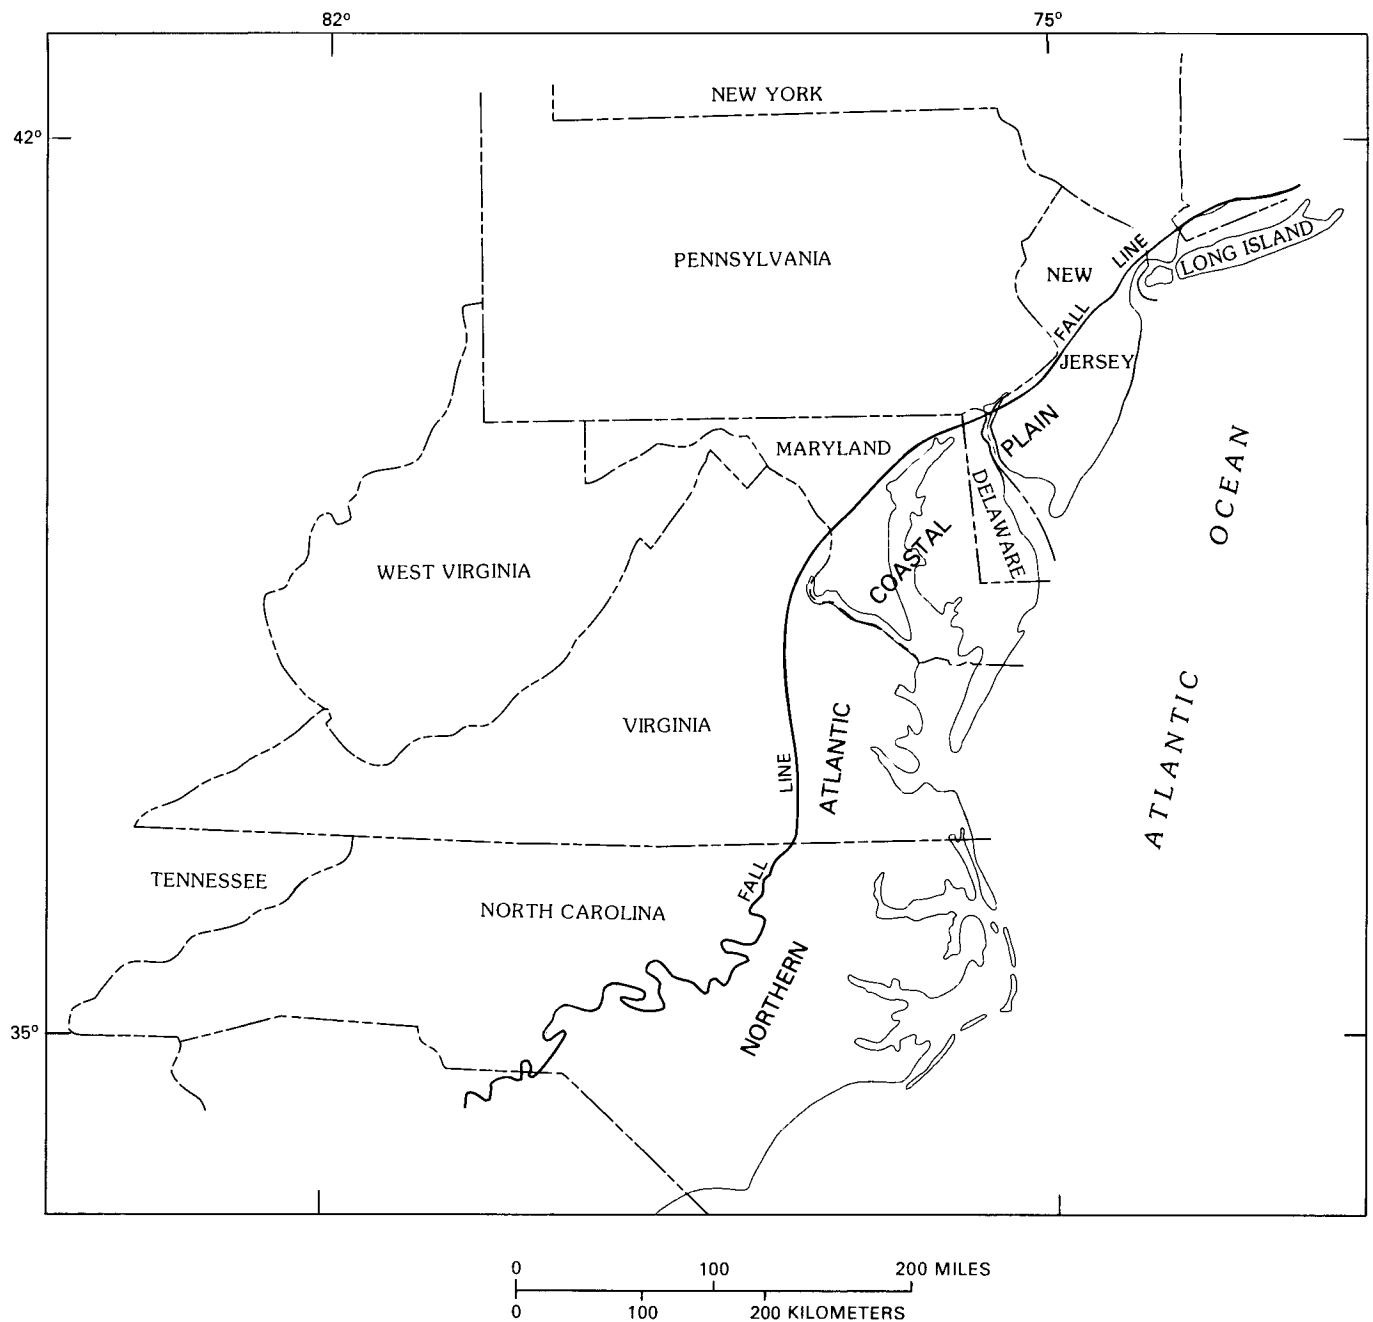 82°
75°
42°
NEW YORK
PENNSYLVANIA
NEW
JERSEY
FALL
LINE
LONG ISLAND
MARYLAND
PLAIN
DELAWARE
COASTAL
OCEAN
WEST VIRGINIA
VIRGINIA
LINE
ATLANTIC
ATLANTIC
TENNESSEE
NORTH CAROLINA
FALL
NORTHERN
35°
0 100 200 MILES
0 100 200 KILOMETERS